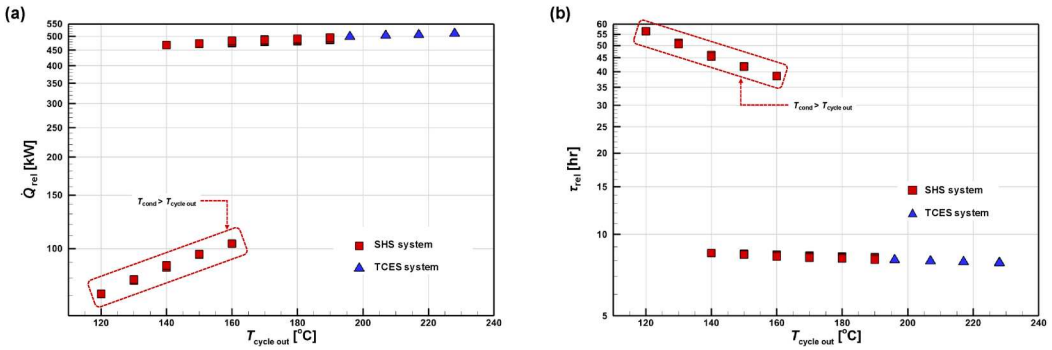 (a)
550
500
450
400
350
300
250
200
150
100
Q̇rel [kW]
Tcond > Tcycle out
SHS system
TCES system
120 140 160 180 200 220 240
Tcycle out [°C]
(b)
60
55
50
45
40
35
30
25
20
15
10
5
τrel [hr]
Tcond > Tcycle out
SHS system
TCES system
120 140 160 180 200 220 240
Tcycle out [°C]